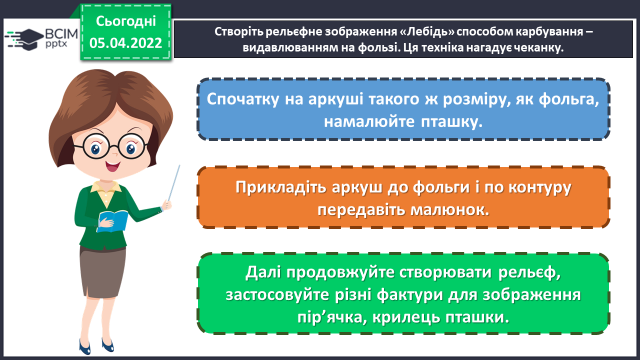 BCIM
pptx
Сьогодні
05.04.2022
Створіть рельєфне зображення «Лебідь» способом карбування –
видавлюванням на фользі. Ця техніка нагадує чеканку.
Спочатку на аркуші такого ж розміру, як фольга,
намалюйте пташку.
Прикладіть аркуш до фольги і по контуру
передавіть малюнок.
Далі продовжуйте створювати рельєф,
застосовуйте різні фактури для зображення
пір’ячка, крилець пташки.